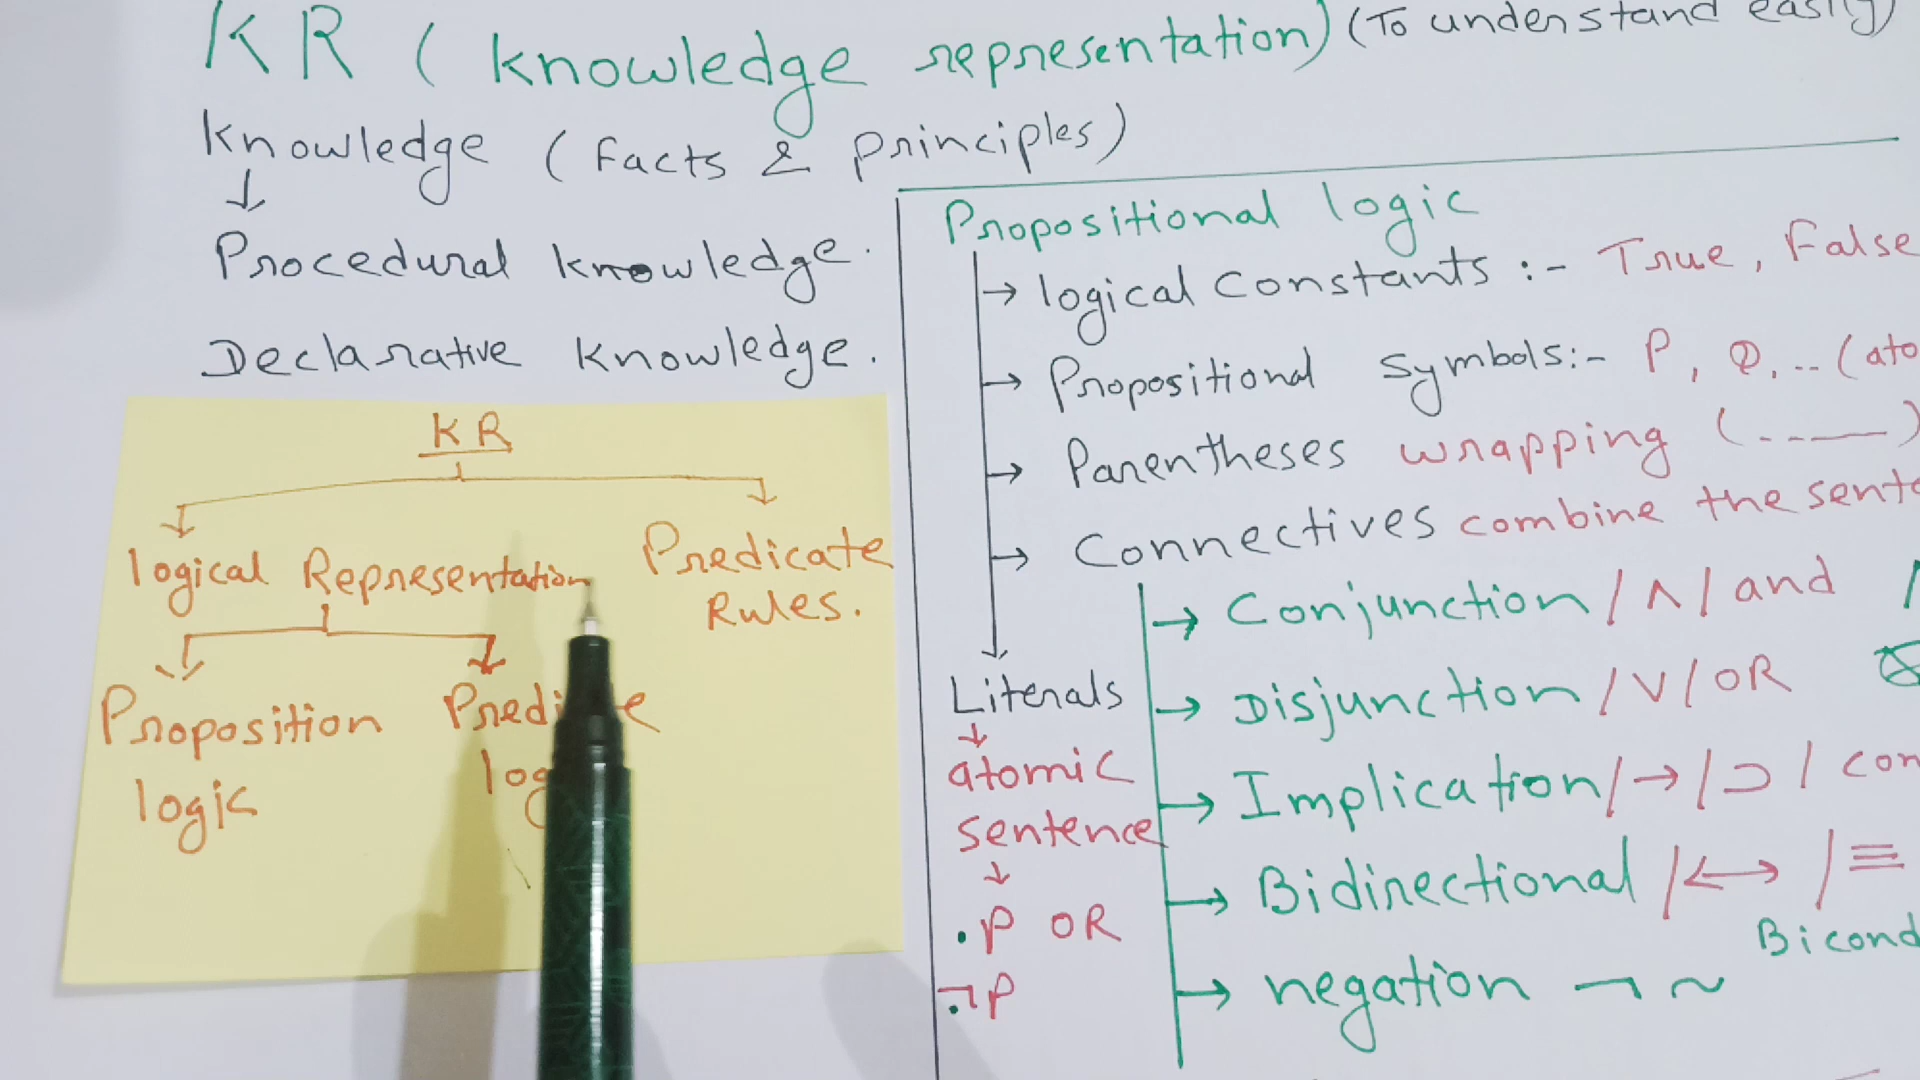 KR (Knowledge representation) (To understand easily)
Knowledge (Facts & Principles)
↓
Procedural knowledge.
Declarative knowledge.
KR
logical Representation
Predicate
Rules.
Proposition
logic
Propositional logic
→ logical Constants :- True, False
→ Propositional Symbols:- P, Q, .. (
→ Parentheses wrapping (.----)
→ Connectives combine the
→ Conjunction / ∧ / and
→ Disjunction / V / OR
→ Implication / → / ⊃ /
→ Bidirectional / ↔ / ≡
→ negation ¬ ~
Literals
↓
atomic
sentence
↓
.P OR
.¬P